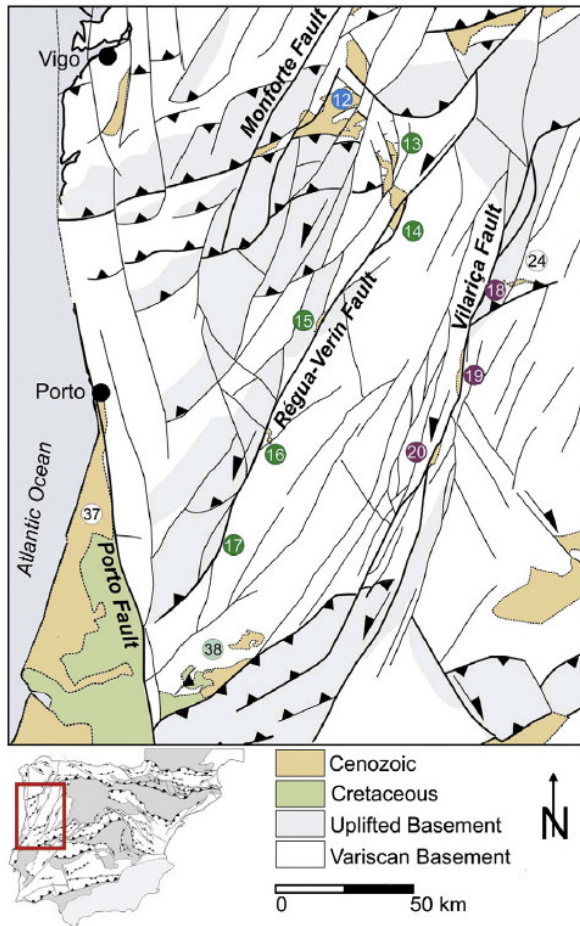 Vigo
Monforte Fault
12
13
14
Vilariça Fault
24
18
15
Régua-Verín Fault
19
Porto
16
20
Atlantic Ocean
37
Porto Fault
17
38
Cenozoic
Cretaceous
Uplifted Basement
Variscan Basement
N
0 50 km